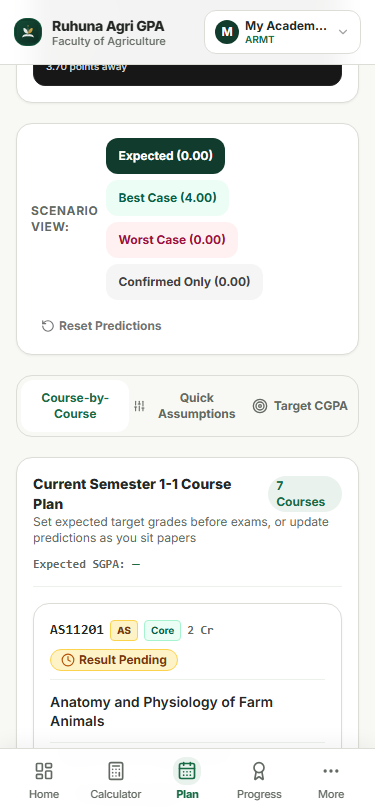 Ruhuna Agri GPA
Faculty of Agriculture
M
My Academ...
ARMT
3.70 points away
SCENARIO
VIEW:
Expected (0.00)
Best Case (4.00)
Worst Case (0.00)
Confirmed Only (0.00)
Reset Predictions
Course-by-
Course
Quick
Assumptions
Target CGPA
Current Semester 1-1 Course
Plan
7
Courses
Set expected target grades before exams, or update
predictions as you sit papers
Expected SGPA: —
AS11201 AS Core 2 Cr
Result Pending
Anatomy and Physiology of Farm
Animals
Home
Calculator
Plan
Progress
More